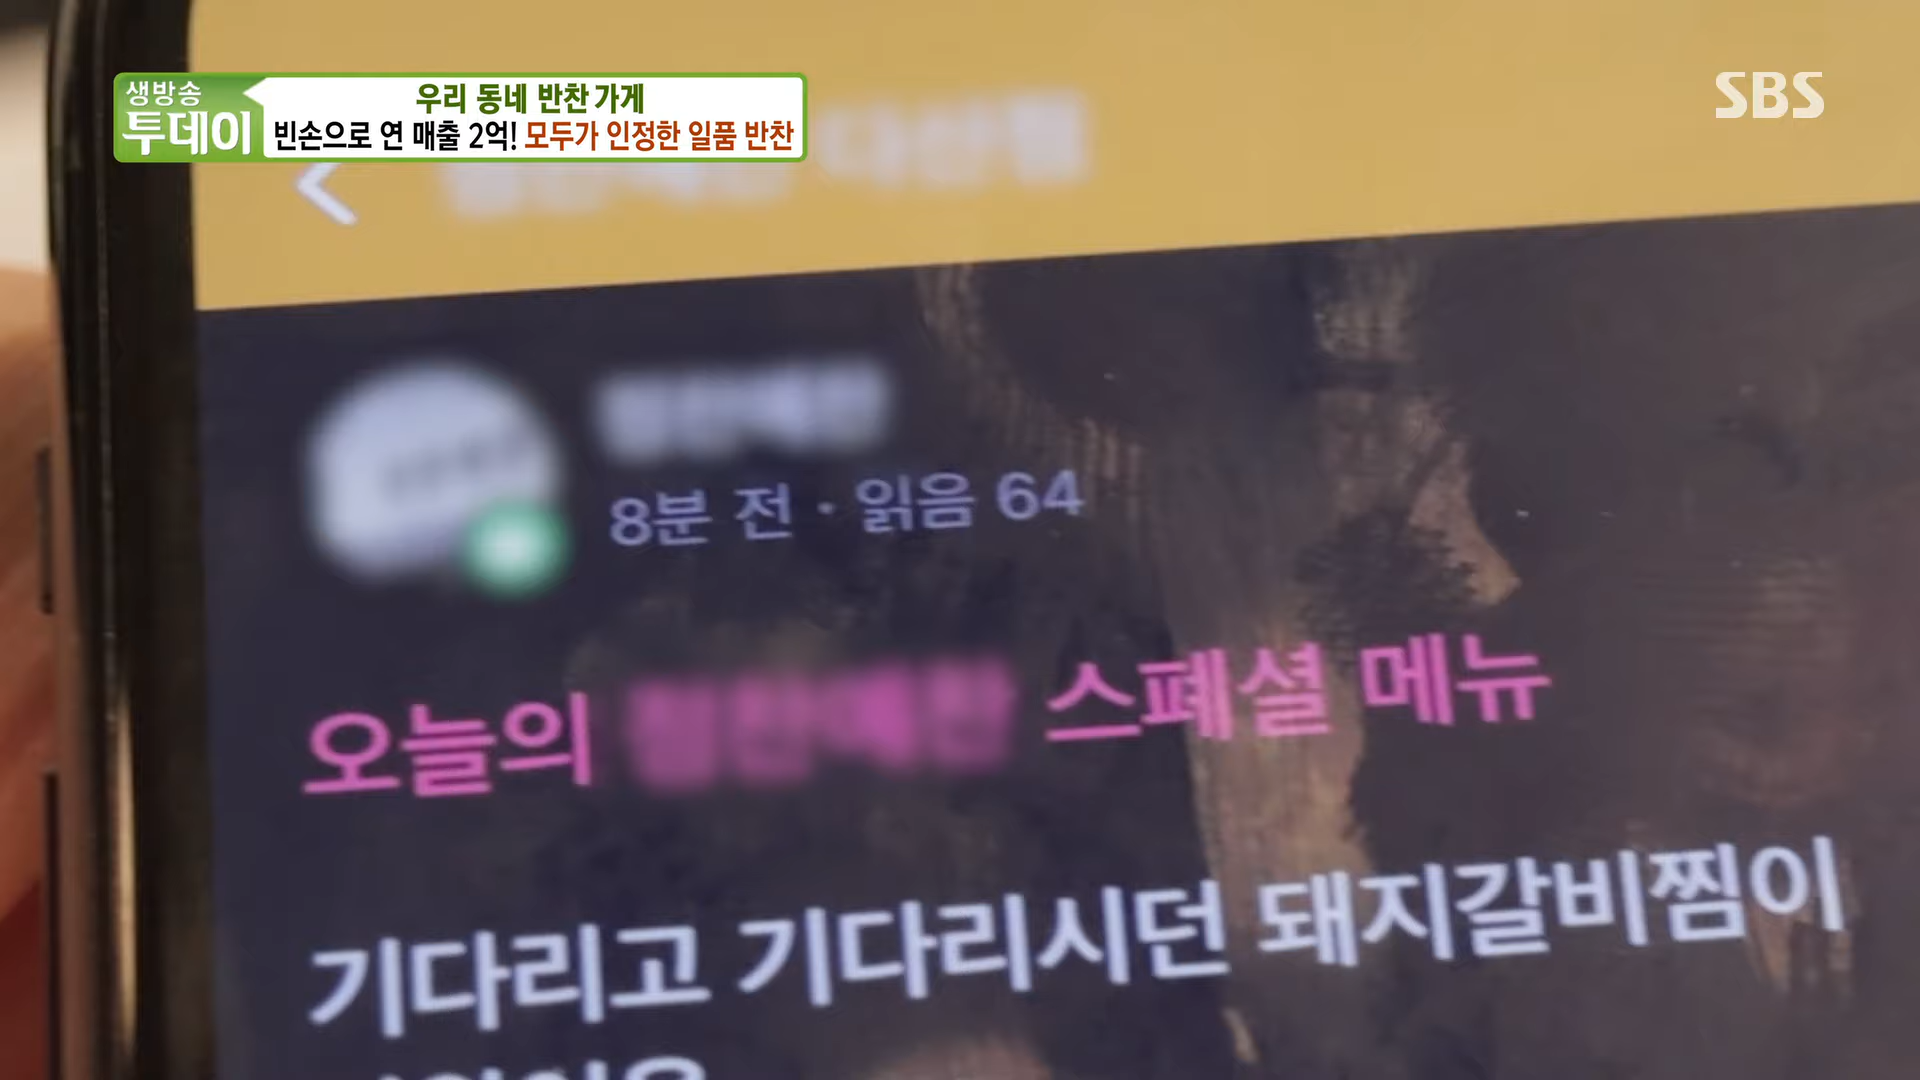 생방송
투데이
우리 동네 반찬 가게
빈손으로 연 매출 2억! 모두가 인정한 일품 반찬
SBS
8분 전 · 읽음 64
오늘의 스폐셜 메뉴
기다리고 기다리시던 돼지갈비찜이